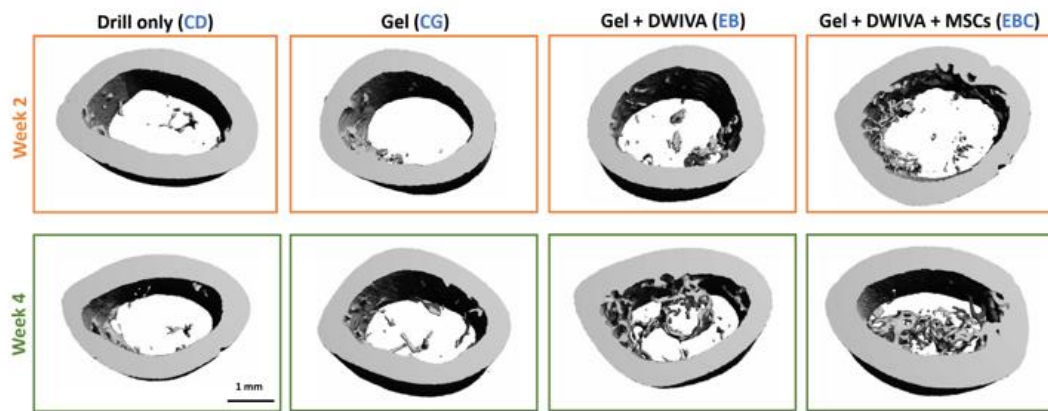 Drill only (CD)
Gel (CG)
Gel + DWIVA (EB)
Gel + DWIVA + MSCs (EBC)
Week 2
Week 4
1 mm